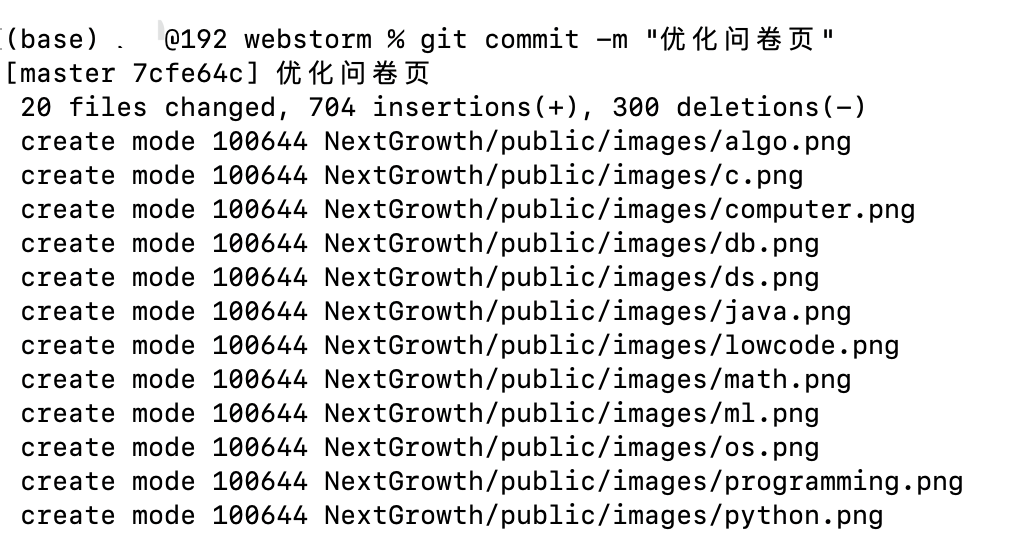 (base) @192 webstorm % git commit -m "优化问卷页"
[master 7cfe64c] 优化问卷页
20 files changed, 704 insertions(+), 300 deletions(-)
create mode 100644 NextGrowth/public/images/algo.png
create mode 100644 NextGrowth/public/images/c.png
create mode 100644 NextGrowth/public/images/computer.png
create mode 100644 NextGrowth/public/images/db.png
create mode 100644 NextGrowth/public/images/ds.png
create mode 100644 NextGrowth/public/images/java.png
create mode 100644 NextGrowth/public/images/lowcode.png
create mode 100644 NextGrowth/public/images/math.png
create mode 100644 NextGrowth/public/images/ml.png
create mode 100644 NextGrowth/public/images/os.png
create mode 100644 NextGrowth/public/images/programming.png
create mode 100644 NextGrowth/public/images/python.png